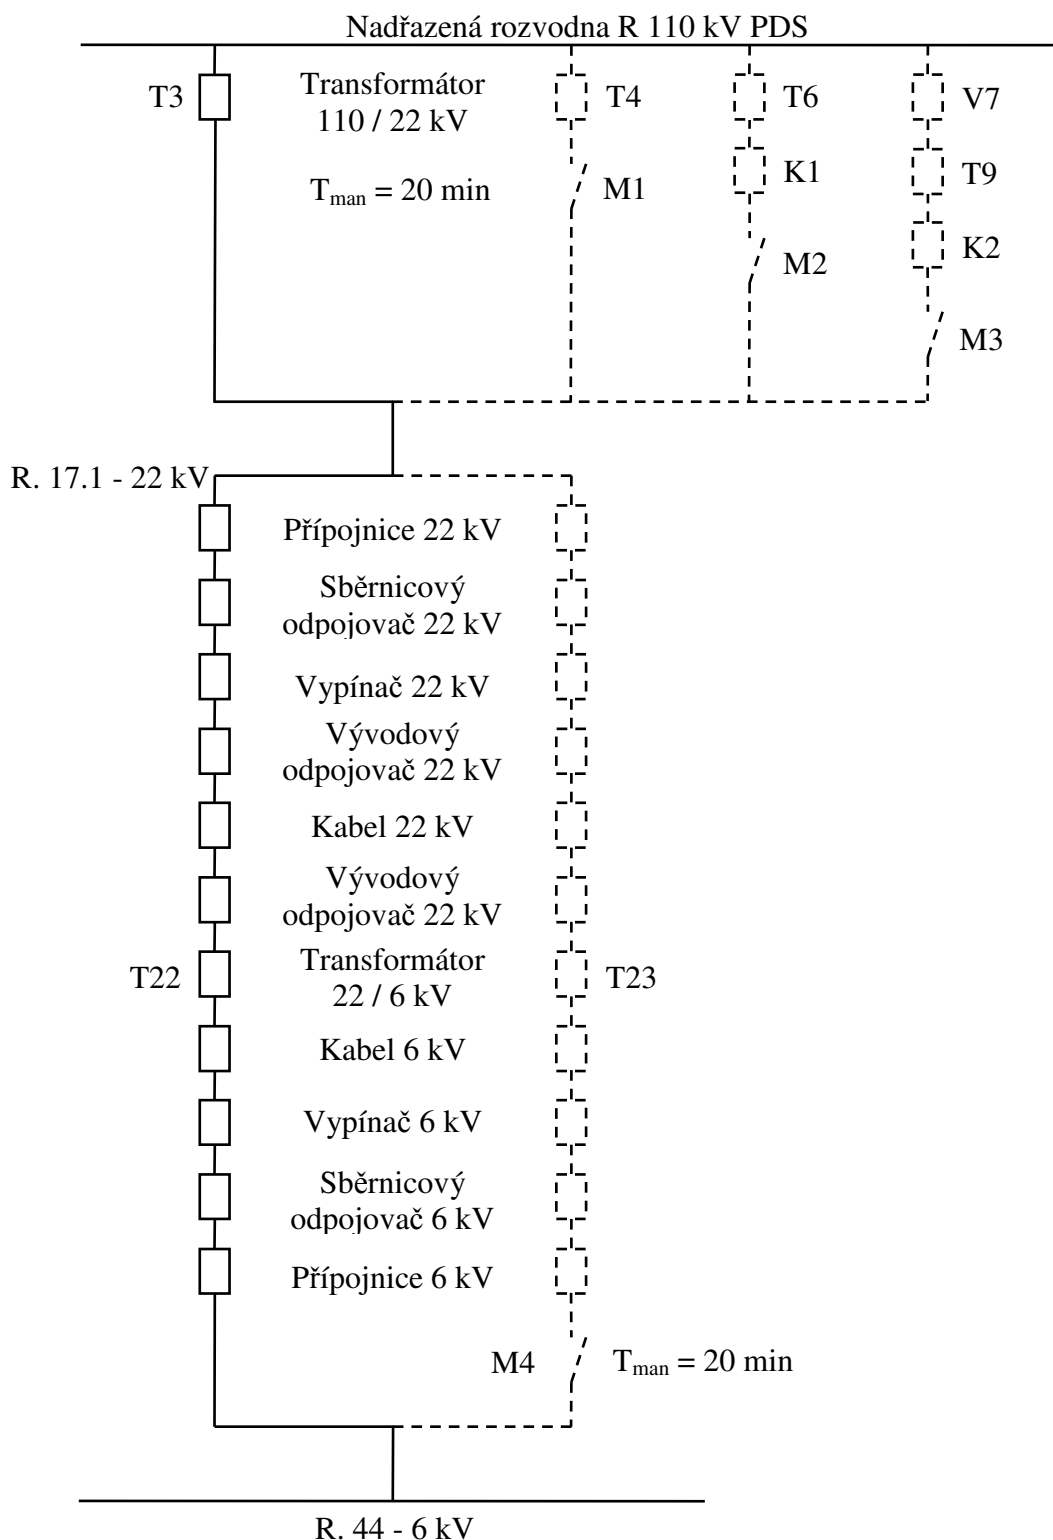 Nadřazená rozvodna R 110 kV PDS
T3
Transformátor
110 / 22 kV
T4
T6
V7
K1
T9
Tman = 20 min
M1
K2
M2
M3
R. 17.1 - 22 kV
Přípojnice 22 kV
Sběrnicový
odpojovač 22 kV
Vypínač 22 kV
Vývodový
odpojovač 22 kV
Kabel 22 kV
Vývodový
odpojovač 22 kV
T22
Transformátor
22 / 6 kV
T23
Kabel 6 kV
Vypínač 6 kV
Sběrnicový
odpojovač 6 kV
Přípojnice 6 kV
M4
Tman = 20 min
R. 44 - 6 kV